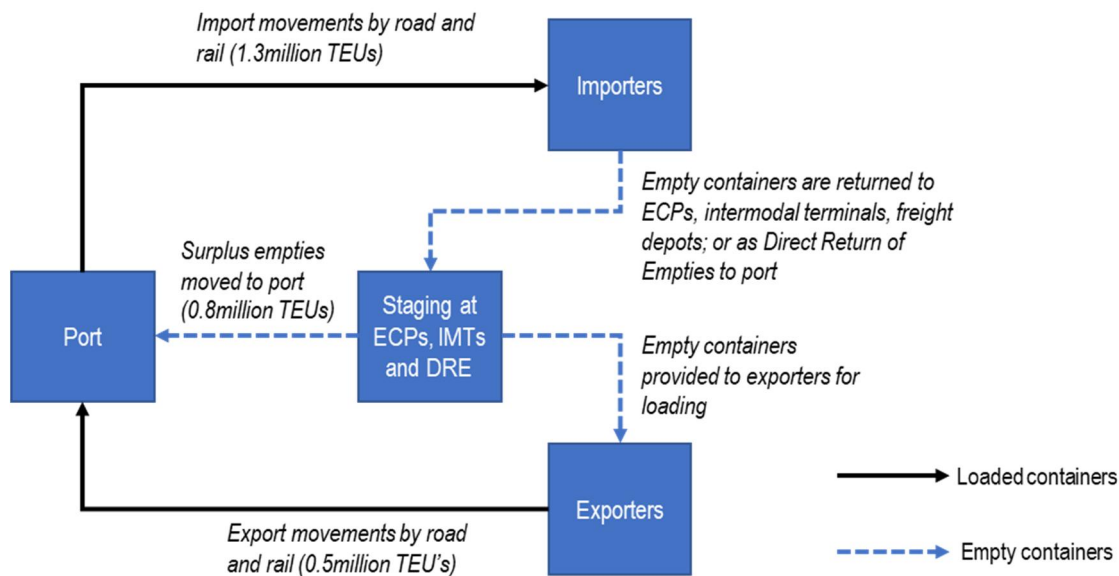 Import movements by road and
rail (1.3million TEUs)
Importers
Empty containers are returned to
ECPs, intermodal terminals, freight
depots; or as Direct Return of
Empties to port
Surplus empties
moved to port
(0.8million TEUs)
Port
Staging at
ECPs, IMTs
and DRE
Empty containers
provided to exporters for
loading
Exporters
Export movements by road
and rail (0.5million TEU's)
Loaded containers
Empty containers